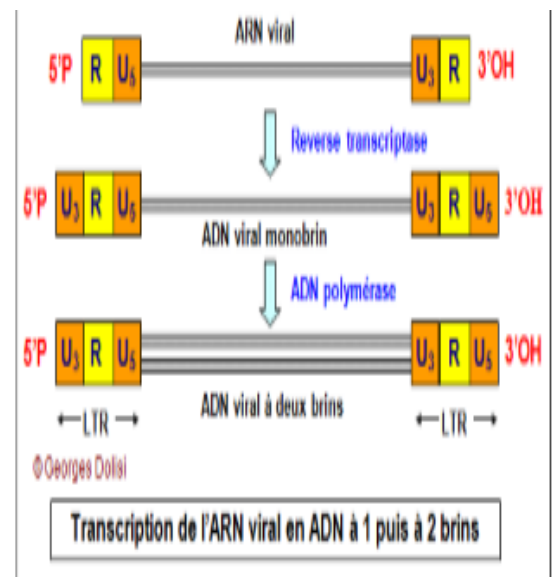 ARN viral
5'P R U5 U3 R 3'OH
Reverse transcriptase
5'P U3 R U5 U3 R U5 3'OH
ADN viral monobrin
ADN polymérase
5'P U3 R U5 U3 R U5 3'OH
ADN viral à deux brins
←LTR→ ←LTR→
©Georges Dolisi
Transcription de l'ARN viral en ADN à 1 puis à 2 brins